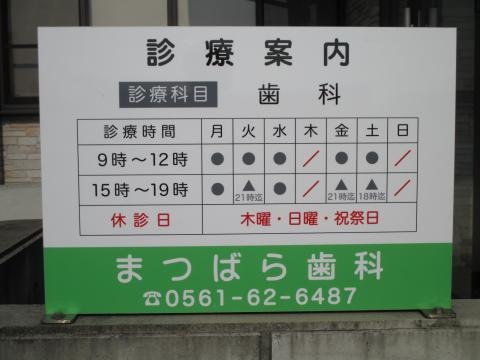 診療案内
診療科目 歯科
診療時間 月 火 水 木 金 土 日
9時〜12時 ● ● ● ／ ● ● ／
15時〜19時 ● ▲ ● ／ ▲ ▲ ／
21時迄 21時迄 18時迄
休診日 木曜・日曜・祝祭日
まつばら歯科
☎0561-62-6487